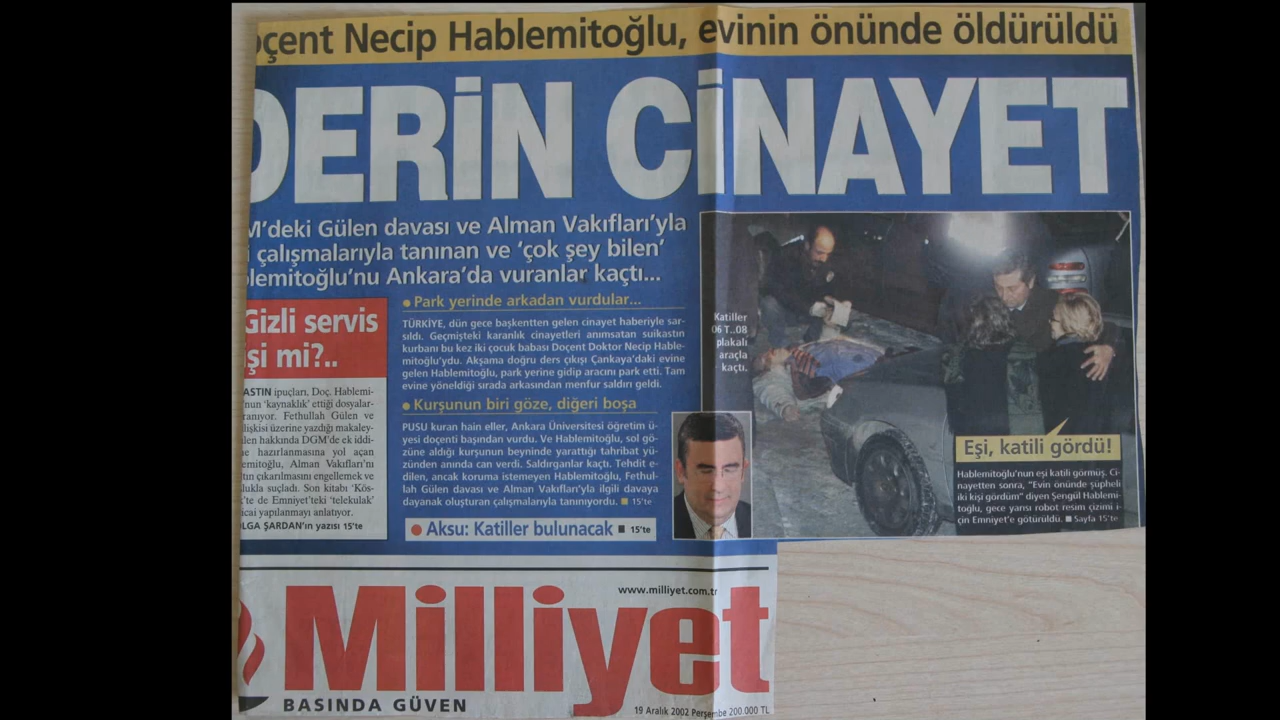 oçent Necip Hablemitoğlu, evinin önünde öldürüldü
DERİN CİNAYET
M'deki Gülen davası ve Alman Vakıfları'yla
çalışmalarıyla tanınan ve 'çok şey bilen'
lemitoğlu'nu Ankara'da vuranlar kaçtı...
Gizli servis
işi mi?..
ASTIN ipuçları. Doç. Hablemi-
'nun 'kaynaklık' ettiği dosyalar-
ranıyor. Fethullah Gülen ve
ilişkisi üzerine yazdığı makaley-
len hakkında DGM'de ek iddi-
e hazırlanmasına yol açan
emitoğlu, Alman Vakıfları'nı
tın çıkarılmasını engellemek ve
lukla suçladı. Son kitabı 'Kös-
'te de Emniyet'teki 'telekulak'
icai yapılanmayı anlatıyor.
OLGA ŞARDAN'ın yazısı 15'te
• Park yerinde arkadan vurdular...
TÜRKİYE, dün gece başkentten gelen cinayet haberiyle sar-
sıldı. Geçmişteki karanlık cinayetleri anımsatan suikastın
kurbanı bu kez iki çocuk babası Doçent Doktor Necip Hable-
mitoğlu'ydu. Akşama doğru ders çıkışı Çankaya'daki evine
gelen Hablemitoğlu, park yerine gidip aracını park etti. Tam
evine yöneldiği sırada arkasından menfur saldırı geldi.
• Kurşunun biri göze, diğeri boşa
PUSU kuran hain eller, Ankara Üniversitesi öğretim ü-
yesi doçenti başından vurdu. Ve Hablemitoğlu, sol gö-
züne aldığı kurşunun beyninde yarattığı tahribat yü-
zünden anında can verdi. Saldırganlar kaçtı. Tehdit e-
dilen, ancak koruma istemeyen Hablemitoğlu, Fethul-
lah Gülen davası ve Alman Vakıfları'yla ilgili davaya
dayanak oluşturan çalışmalarıyla tanınıyordu. ■ 15'te
• Aksu: Katiller bulunacak ■ 15'te
Katiller
06 T..08
plakalı
araçla
kaçtı.
Eşi, katili gördü!
Hablemitoğlu'nun eşi katili görmüş. Ci-
nayetten sonra, "Evin önünde şüpheli
iki kişi gördüm" diyen Şengül Hablemi-
toğlu, gece yarısı robot resim çizimi i-
çin Emniyet'e götürüldü. ■ Sayfa 15'te
www.milliyet.com.tr
Milliyet
BASINDA GÜVEN
19 Aralık 2002 Perşembe 200.000 TL